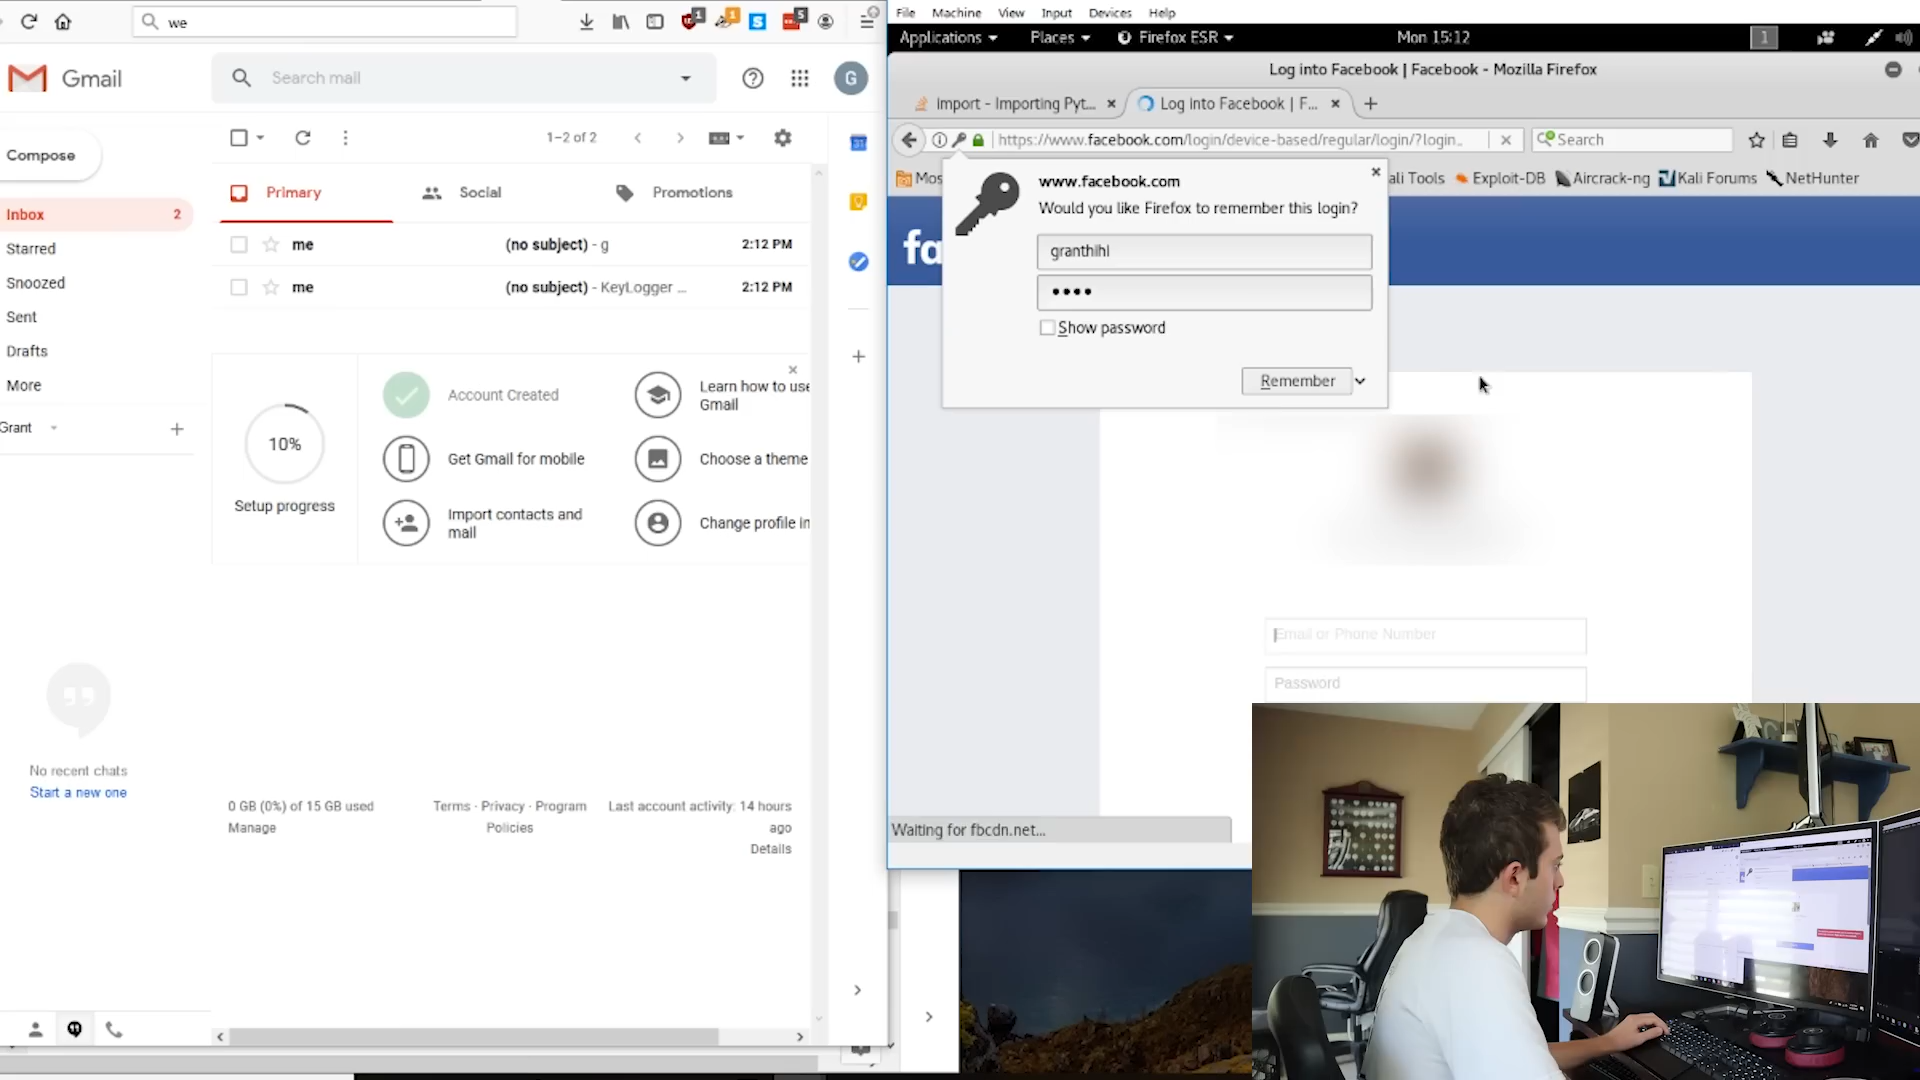 we
1
1
5
Gmail
Search mail
G
Compose
1–2 of 2
Inbox
2
Primary
Social
Promotions
Starred
me
(no subject) - g
2:12 PM
Snoozed
me
(no subject) - KeyLogger ...
2:12 PM
Sent
Drafts
More
Grant
10%
Setup progress
Account Created
Learn how to use
Gmail
Get Gmail for mobile
Choose a theme
Import contacts and
mail
Change profile in
No recent chats
Start a new one
0 GB (0%) of 15 GB used
Manage
Terms · Privacy · Program
Policies
Last account activity: 14 hours
ago
Details
File Machine View Input Devices Help
Applications Places Firefox ESR Mon 15:12 1
Log into Facebook | Facebook - Mozilla Firefox
import - Importing Pyt... Log into Facebook | F...
https://www.facebook.com/login/device-based/regular/login/?login_
Search
Mos
ali Tools Exploit-DB Aircrack-ng Kali Forums NetHunter
www.facebook.com
Would you like Firefox to remember this login?
fa
granthihl
Show password
Remember
Email or Phone Number
Password
Waiting for fbcdn.net...